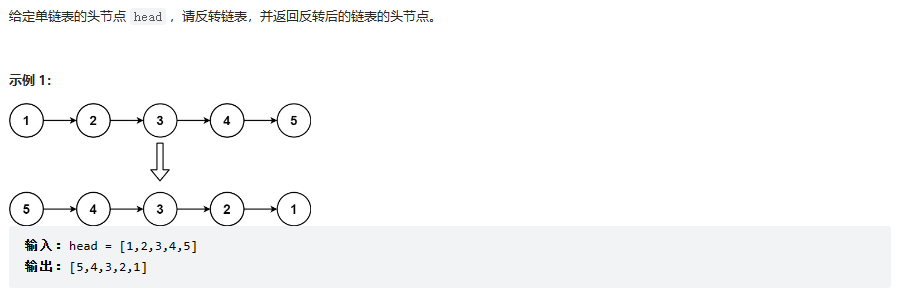 给定单链表的头节点 head ，请反转链表，并返回反转后的链表的头节点。
示例 1：
1 2 3 4 5
5 4 3 2 1
输入：head = [1,2,3,4,5]
输出：[5,4,3,2,1]